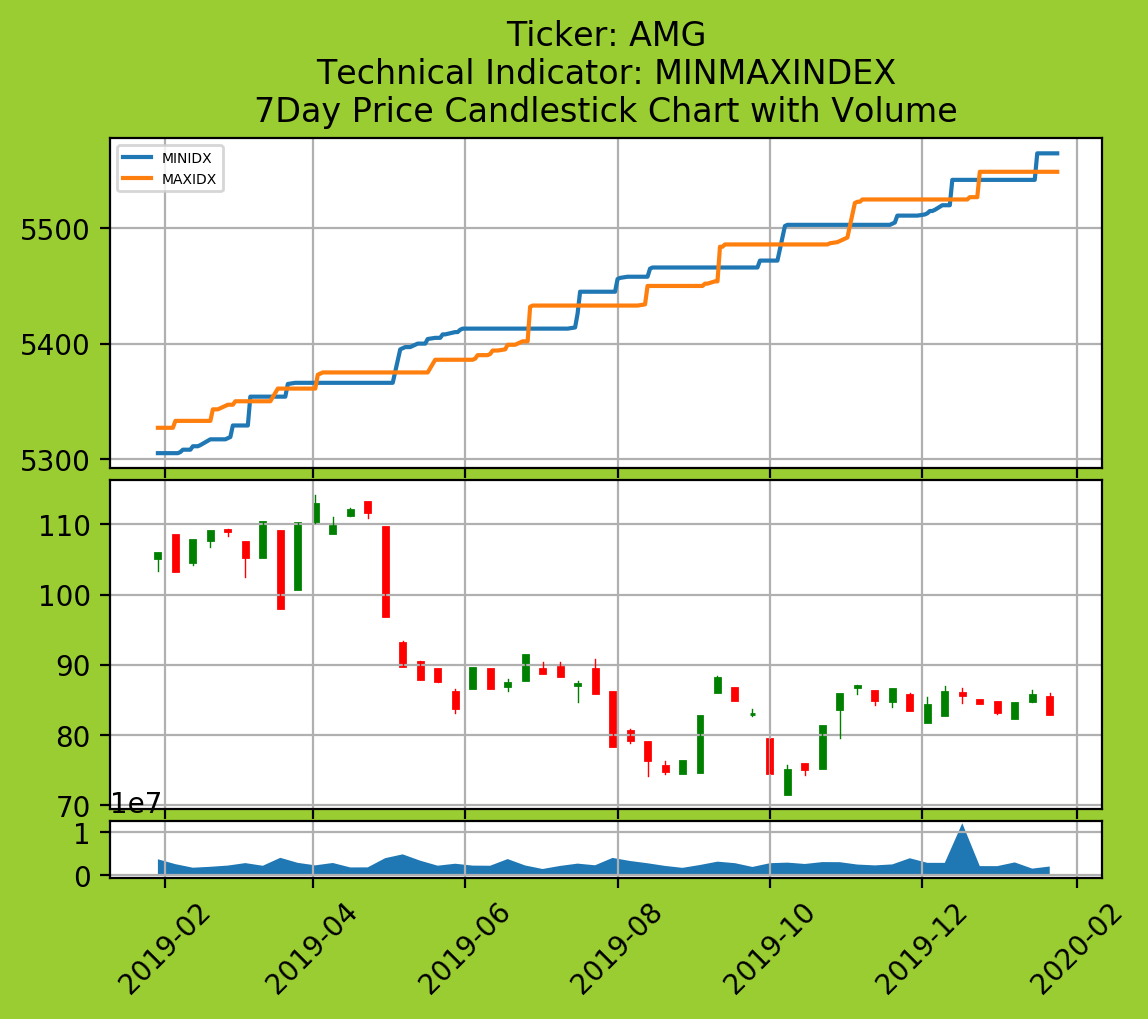 Ticker: AMG
Technical Indicator: MINMAXINDEX
7Day Price Candlestick Chart with Volume
MINIDX
MAXIDX
5500
5400
5300
110
100
90
80
70
1e7
1
0
2019-02
2019-04
2019-06
2019-08
2019-10
2019-12
2020-02